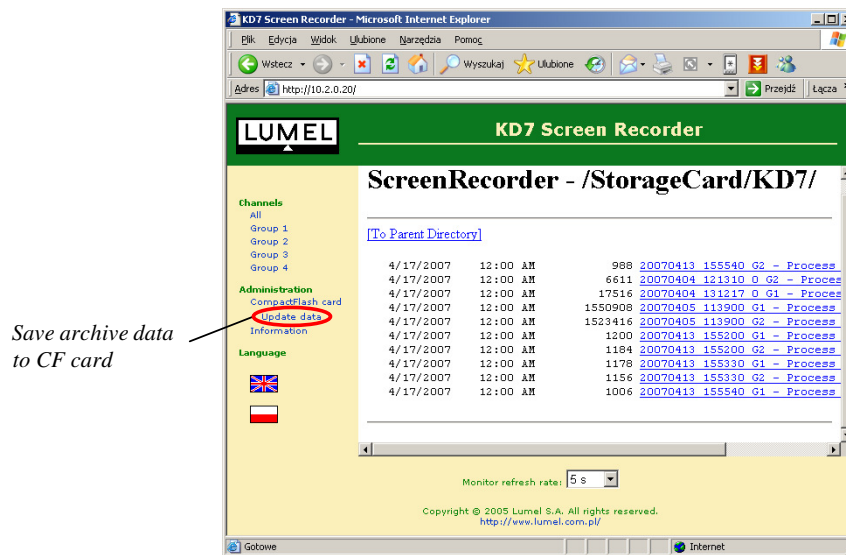 KD7 Screen Recorder - Microsoft Internet Explorer
Plik Edycja Widok Ulubione Narzędzia Pomoc
Wstecz Wyszukaj Ulubione
Adres http://10.2.0.20/ Przejdź Łącza
LUMEL
KD7 Screen Recorder
ScreenRecorder - /StorageCard/KD7/
Channels
All
Group 1
Group 2
Group 3
Group 4
Administration
CompactFlash card
Update data
Information
Language
Save archive data
to CF card
[To Parent Directory]
4/17/2007 12:00 AM 988 20070413 155540 G2 - Process
4/17/2007 12:00 AM 6611 20070404 121310 0 G2 - Proces
4/17/2007 12:00 AM 17516 20070404 131217 0 G1 - Proces
4/17/2007 12:00 AM 1550908 20070405 113900 G1 - Process
4/17/2007 12:00 AM 1523416 20070405 113900 G2 - Process
4/17/2007 12:00 AM 1200 20070413 155200 G1 - Process
4/17/2007 12:00 AM 1184 20070413 155200 G2 - Process
4/17/2007 12:00 AM 1178 20070413 155330 G1 - Process
4/17/2007 12:00 AM 1156 20070413 155330 G2 - Process
4/17/2007 12:00 AM 1006 20070413 155540 G1 - Process
Monitor refresh rate: 5 s
Copyright © 2005 Lumel S.A. All rights reserved.
http://www.lumel.com.pl/
Gotowe Internet